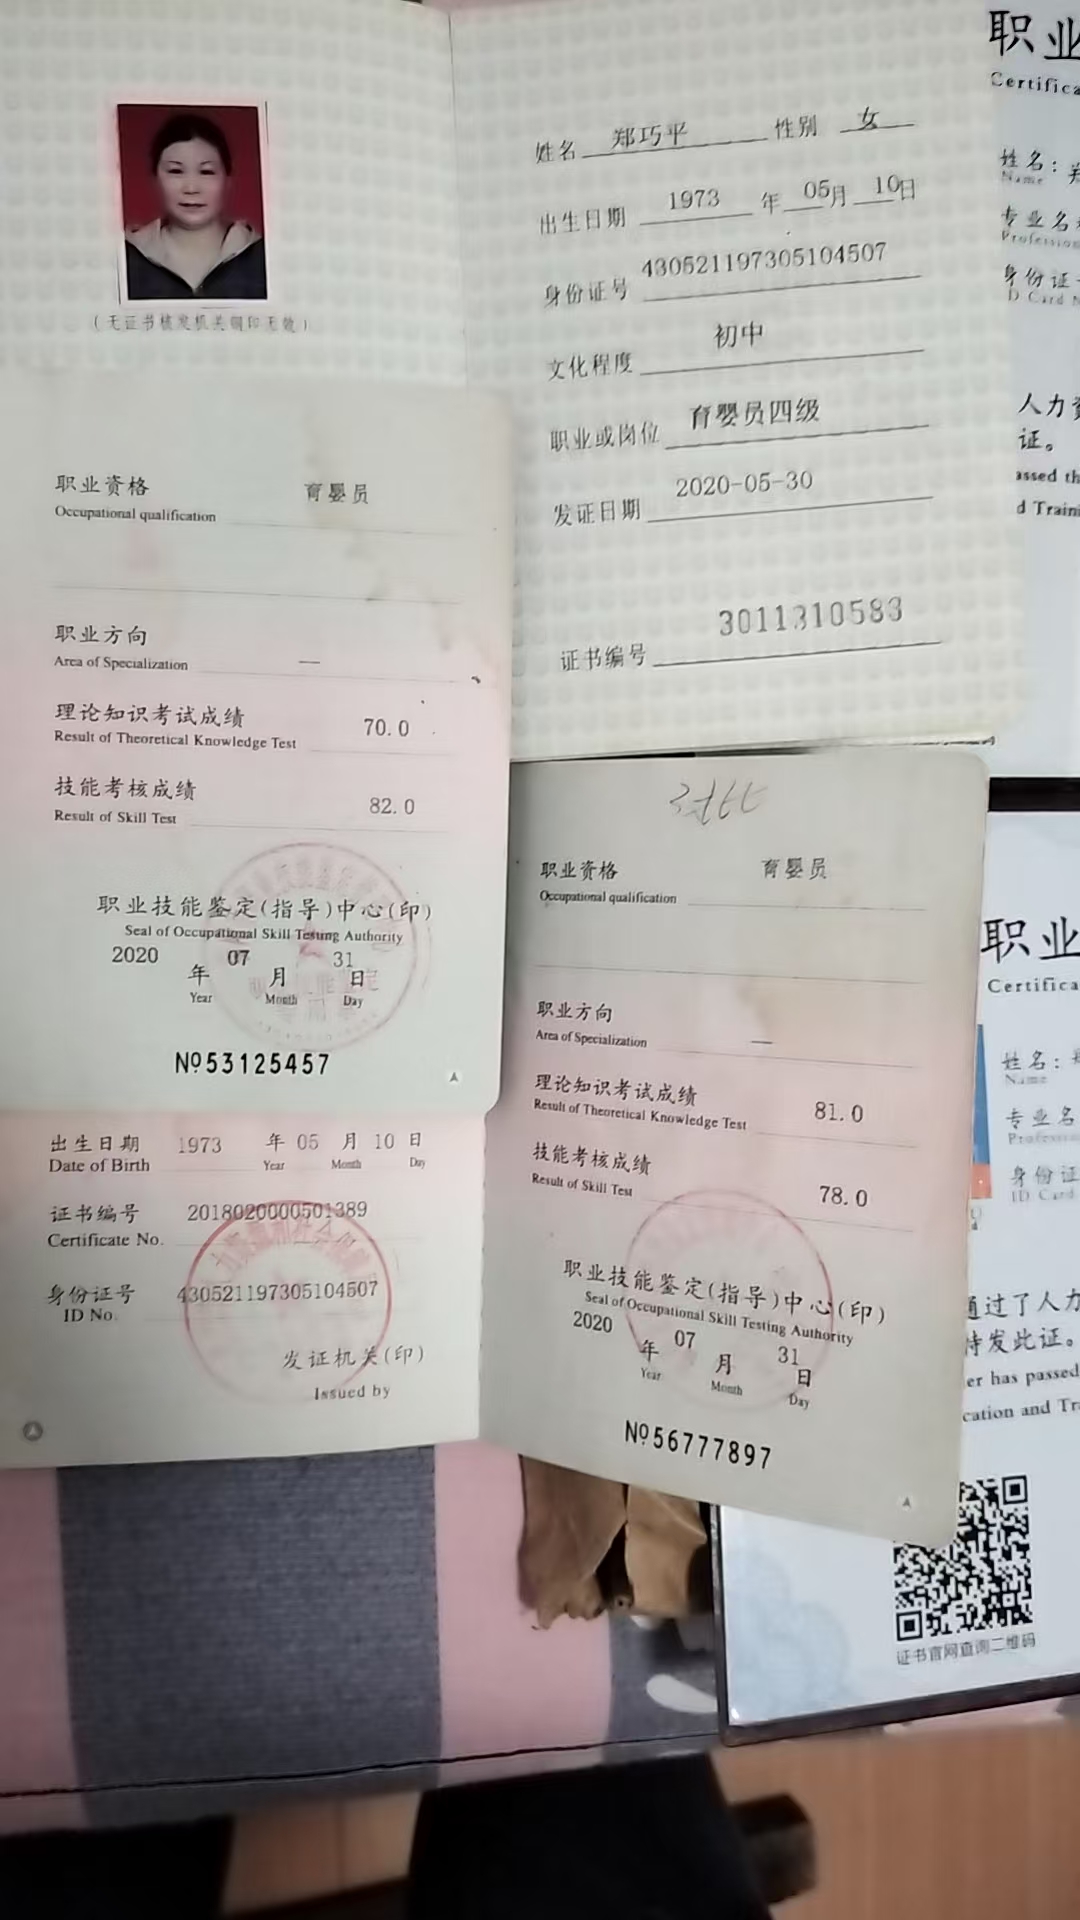 (无证书核发机关钢印无效)
姓名 郑巧平 性别 女
出生日期 1973 年 05 月 10 日
身份证号 430521197305104507
文化程度 初中
职业或岗位 育婴员四级
发证日期 2020-05-30
证书编号 3011310583
职业资格 育婴员
Occupational qualification
职业方向 —
Area of Specialization
理论知识考试成绩 70.0
Result of Theoretical Knowledge Test
技能考核成绩 82.0
Result of Skill Test
职业技能鉴定(指导)中心(印)
Seal of Occupational Skill Testing Authority
2020 年 07 月 31 日
Year Month Day
№53125457
出生日期 1973 年 05 月 10 日
Date of Birth Year Month Day
证书编号 2018020000501389
Certificate No.
身份证号 430521197305104507
ID No.
发证机关(印)
Issued by
职业资格 育婴员
Occupational qualification
职业方向 —
Area of Specialization
理论知识考试成绩 81.0
Result of Theoretical Knowledge Test
技能考核成绩 78.0
Result of Skill Test
职业技能鉴定(指导)中心(印)
Seal of Occupational Skill Testing Authority
2020 年 07 月 31 日
Year Month Day
№56777897
职业
Certifica
姓名：郑
Name
专业名
Profession
身份证
ID Card N
人力资
证。
assed th
d Traini
职业
Certifica
姓名：
Name
专业名
Profession
身份证
ID Card
通过了人力
特发此证。
er has passed
cation and Tra
证书官网查询二维码